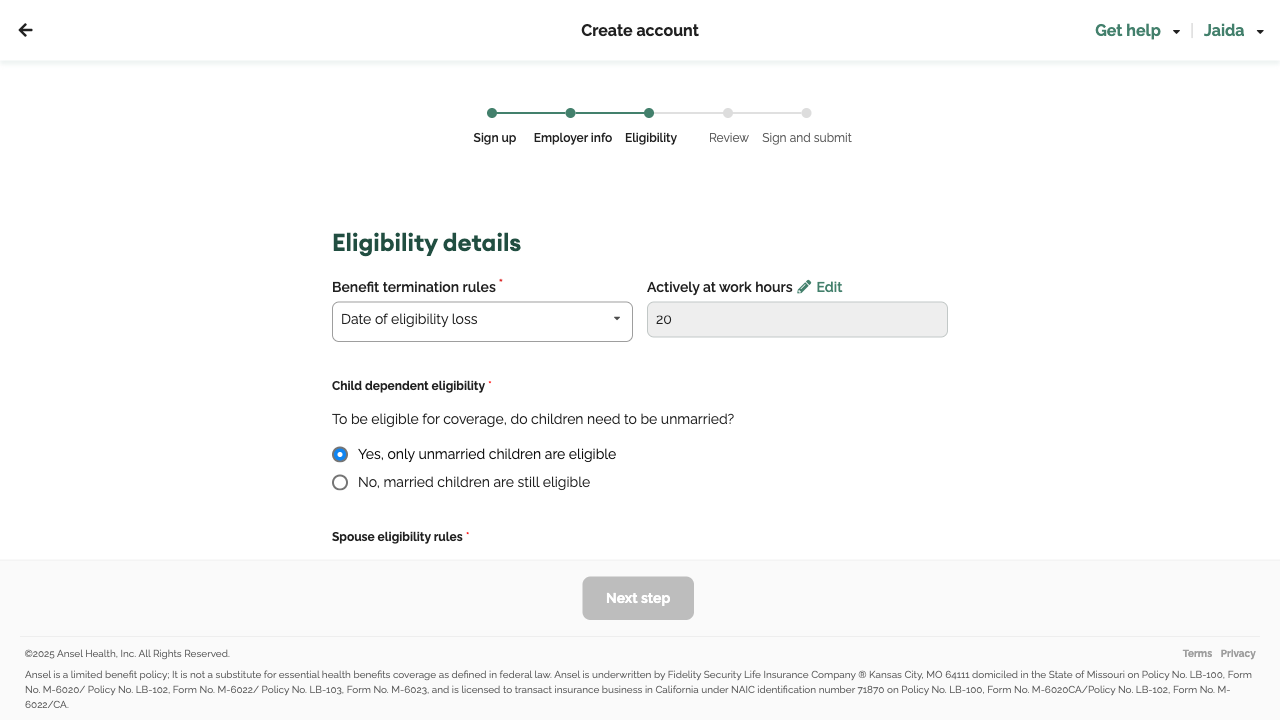 Create account
Get help
Jaida
Sign up
Employer info
Eligibility
Review
Sign and submit
Eligibility details
Benefit termination rules *
Actively at work hours
Edit
Date of eligibility loss
20
Child dependent eligibility *
To be eligible for coverage, do children need to be unmarried?
Yes, only unmarried children are eligible
No, married children are still eligible
Spouse eligibility rules *
Next step
©2025 Ansel Health, Inc. All Rights Reserved.
Terms
Privacy
Ansel is a limited benefit policy; It is not a substitute for essential health benefits coverage as defined in federal law. Ansel is underwritten by Fidelity Security Life Insurance Company ® Kansas City, MO 64111 domiciled in the State of Missouri on Policy No. LB-100, Form
No. M-6020/ Policy No. LB-102, Form No. M-6022/ Policy No. LB-103, Form No. M-6023, and is licensed to transact insurance business in California under NAIC identification number 71870 on Policy No. LB-100, Form No. M-6020CA/Policy No. LB-102, Form No. M-
6022/CA.